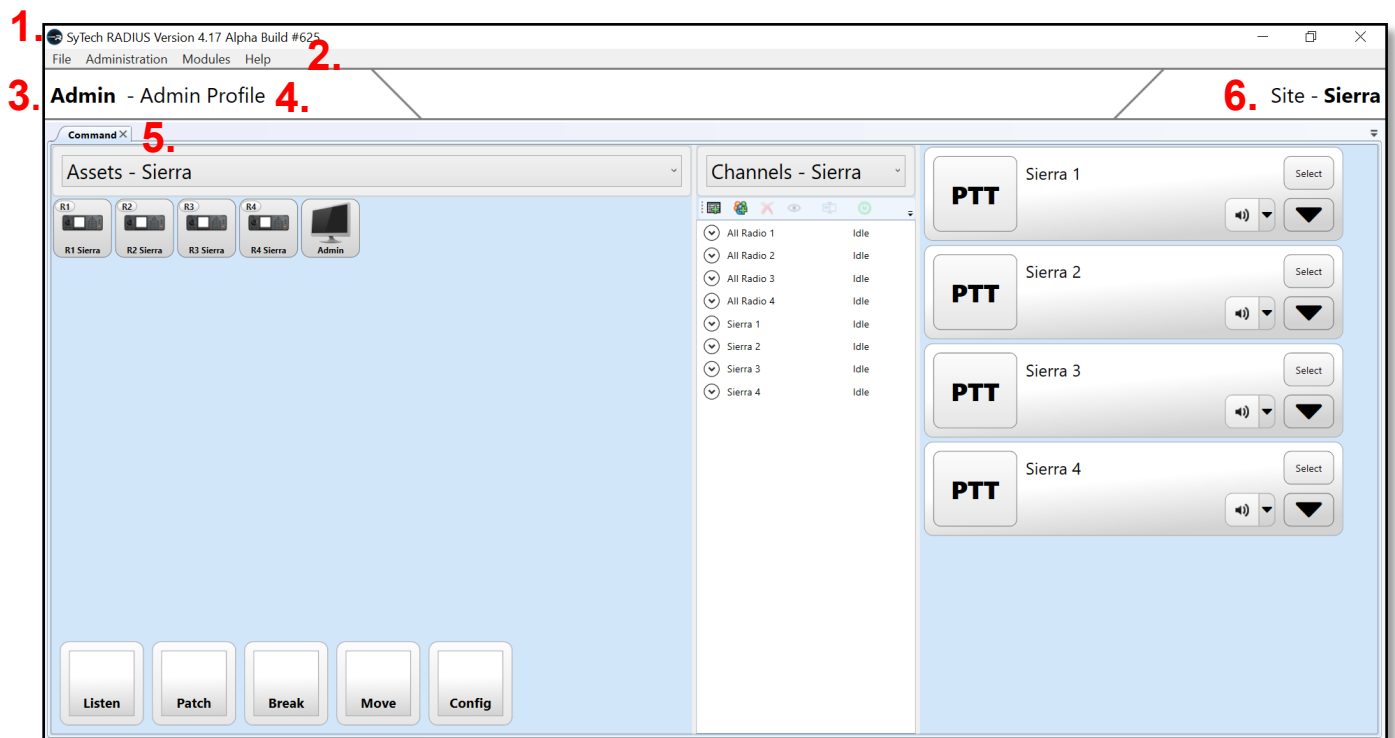 1.
SyTech RADIUS Version 4.17 Alpha Build #625
File Administration Modules Help
2.
3.
Admin - Admin Profile
4.
6.
Site - Sierra
Command
5.
Assets - Sierra
R1
R1 Sierra
R2
R2 Sierra
R3
R3 Sierra
R4
R4 Sierra
Admin
Listen
Patch
Break
Move
Config
Channels - Sierra
All Radio 1 Idle
All Radio 2 Idle
All Radio 3 Idle
All Radio 4 Idle
Sierra 1 Idle
Sierra 2 Idle
Sierra 3 Idle
Sierra 4 Idle
PTT
Sierra 1
Select
PTT
Sierra 2
Select
PTT
Sierra 3
Select
PTT
Sierra 4
Select